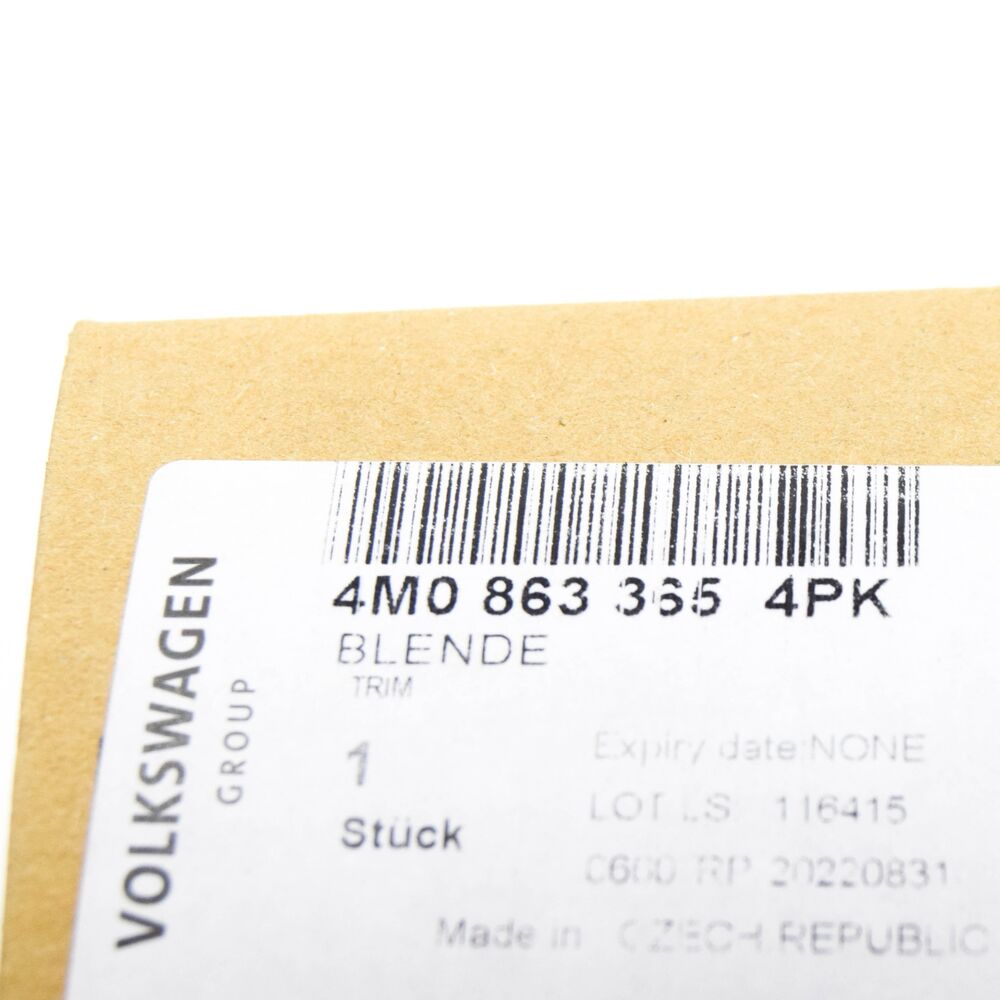 VOLKSWAGEN
GROUP
4M0 863 365 4PK
BLENDE
TRIM
1
Stück
Expiry date:NONE
LOT LS 116415
RP 20220831
Made in CZECH REPUBLIC